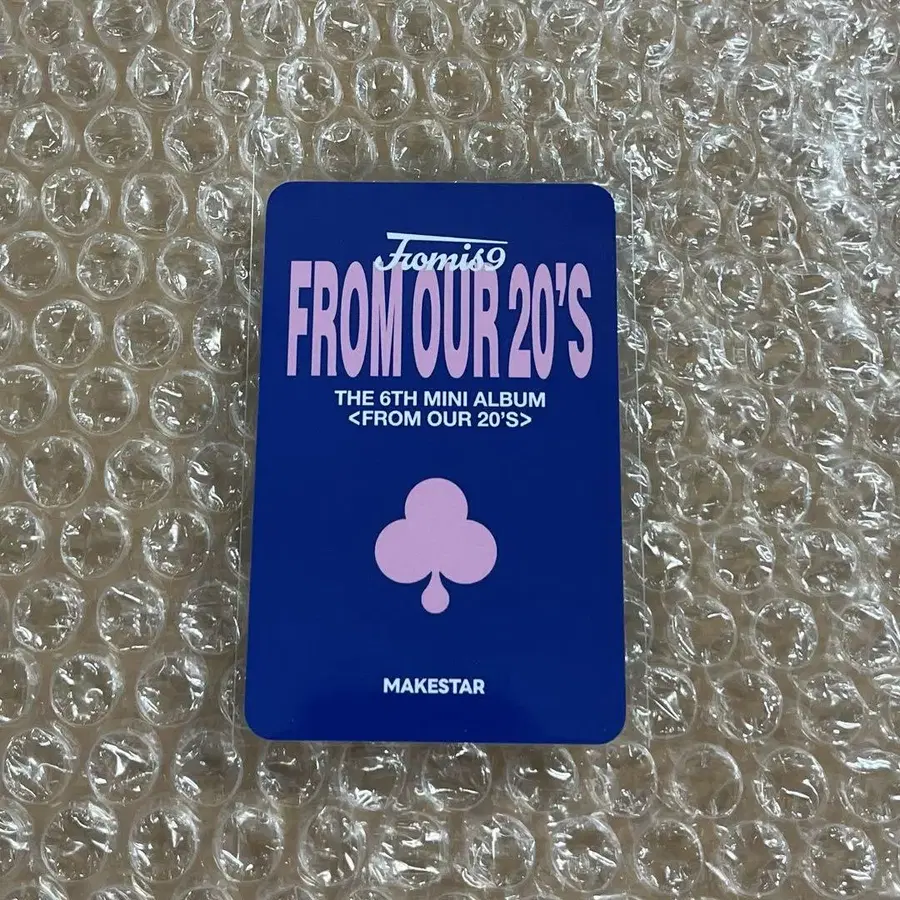 fromis9
FROM OUR 20'S
THE 6TH MINI ALBUM
<FROM OUR 20'S>
MAKESTAR